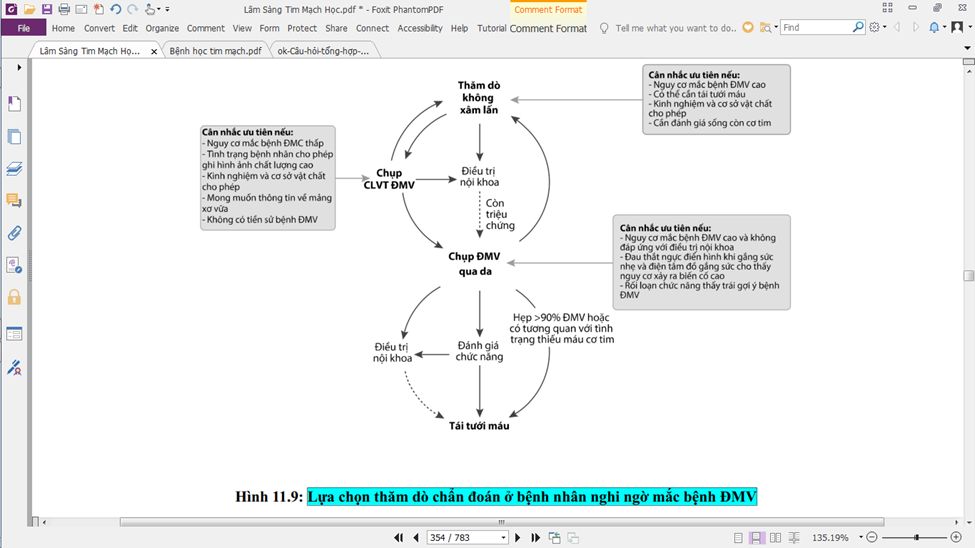 Lâm Sàng Tim Mạch Học.pdf * - Foxit PhantomPDF
Comment Format
File
Home
Convert
Edit
Organize
Comment
View
Form
Protect
Share
Connect
Accessibility
Help
Tutorial
Comment Format
Tell me what you want to do..
Find
Lâm Sàng Tim Mạch Họ...
Bệnh học tim mạch.pdf
ok-Câu-hỏi-tổng-hợp-...
Thăm dò
không
xâm lấn
Cân nhắc ưu tiên nếu:
- Nguy cơ mắc bệnh ĐMV cao
- Có thể cần tái tưới máu
- Kinh nghiệm và cơ sở vật chất
cho phép
- Cần đánh giá sống còn cơ tim
Cân nhắc ưu tiên nếu:
- Nguy cơ mắc bệnh ĐMC thấp
- Tình trạng bệnh nhân cho phép
ghi hình ảnh chất lượng cao
- Kinh nghiệm và cơ sở vật chất
cho phép
- Mong muốn thông tin về mảng
xơ vữa
- Không có tiền sử bệnh ĐMV
Chụp
CLVT ĐMV
Điều trị
nội khoa
Còn
triệu
chứng
Chụp ĐMV
qua da
Cân nhắc ưu tiên nếu:
- Nguy cơ mắc bệnh ĐMV cao và không
đáp ứng với điều trị nội khoa
- Đau thắt ngực điển hình khi gắng sức
nhẹ và điện tâm đồ gắng sức cho thấy
nguy cơ xảy ra biến cố cao
- Rối loạn chức năng thấy trái gợi ý bệnh
ĐMV
Hẹp >90% ĐMV hoặc
có tương quan với tình
trạng thiếu máu cơ tim
Điều trị
nội khoa
Đánh giá
chức năng
Tái tưới máu
Hình 11.9: Lựa chọn thăm dò chẩn đoán ở bệnh nhân nghi ngờ mắc bệnh ĐMV
354 / 783
135.19%